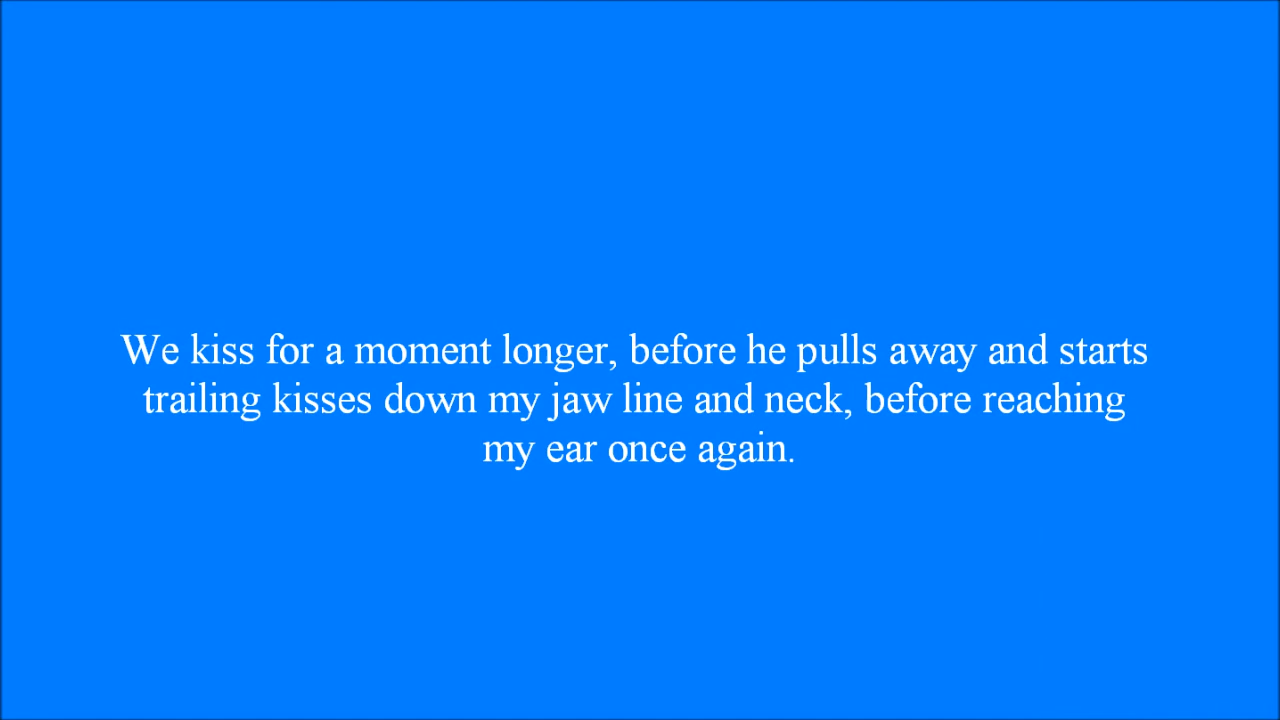 We kiss for a moment longer, before he pulls away and starts
trailing kisses down my jaw line and neck, before reaching
my ear once again.